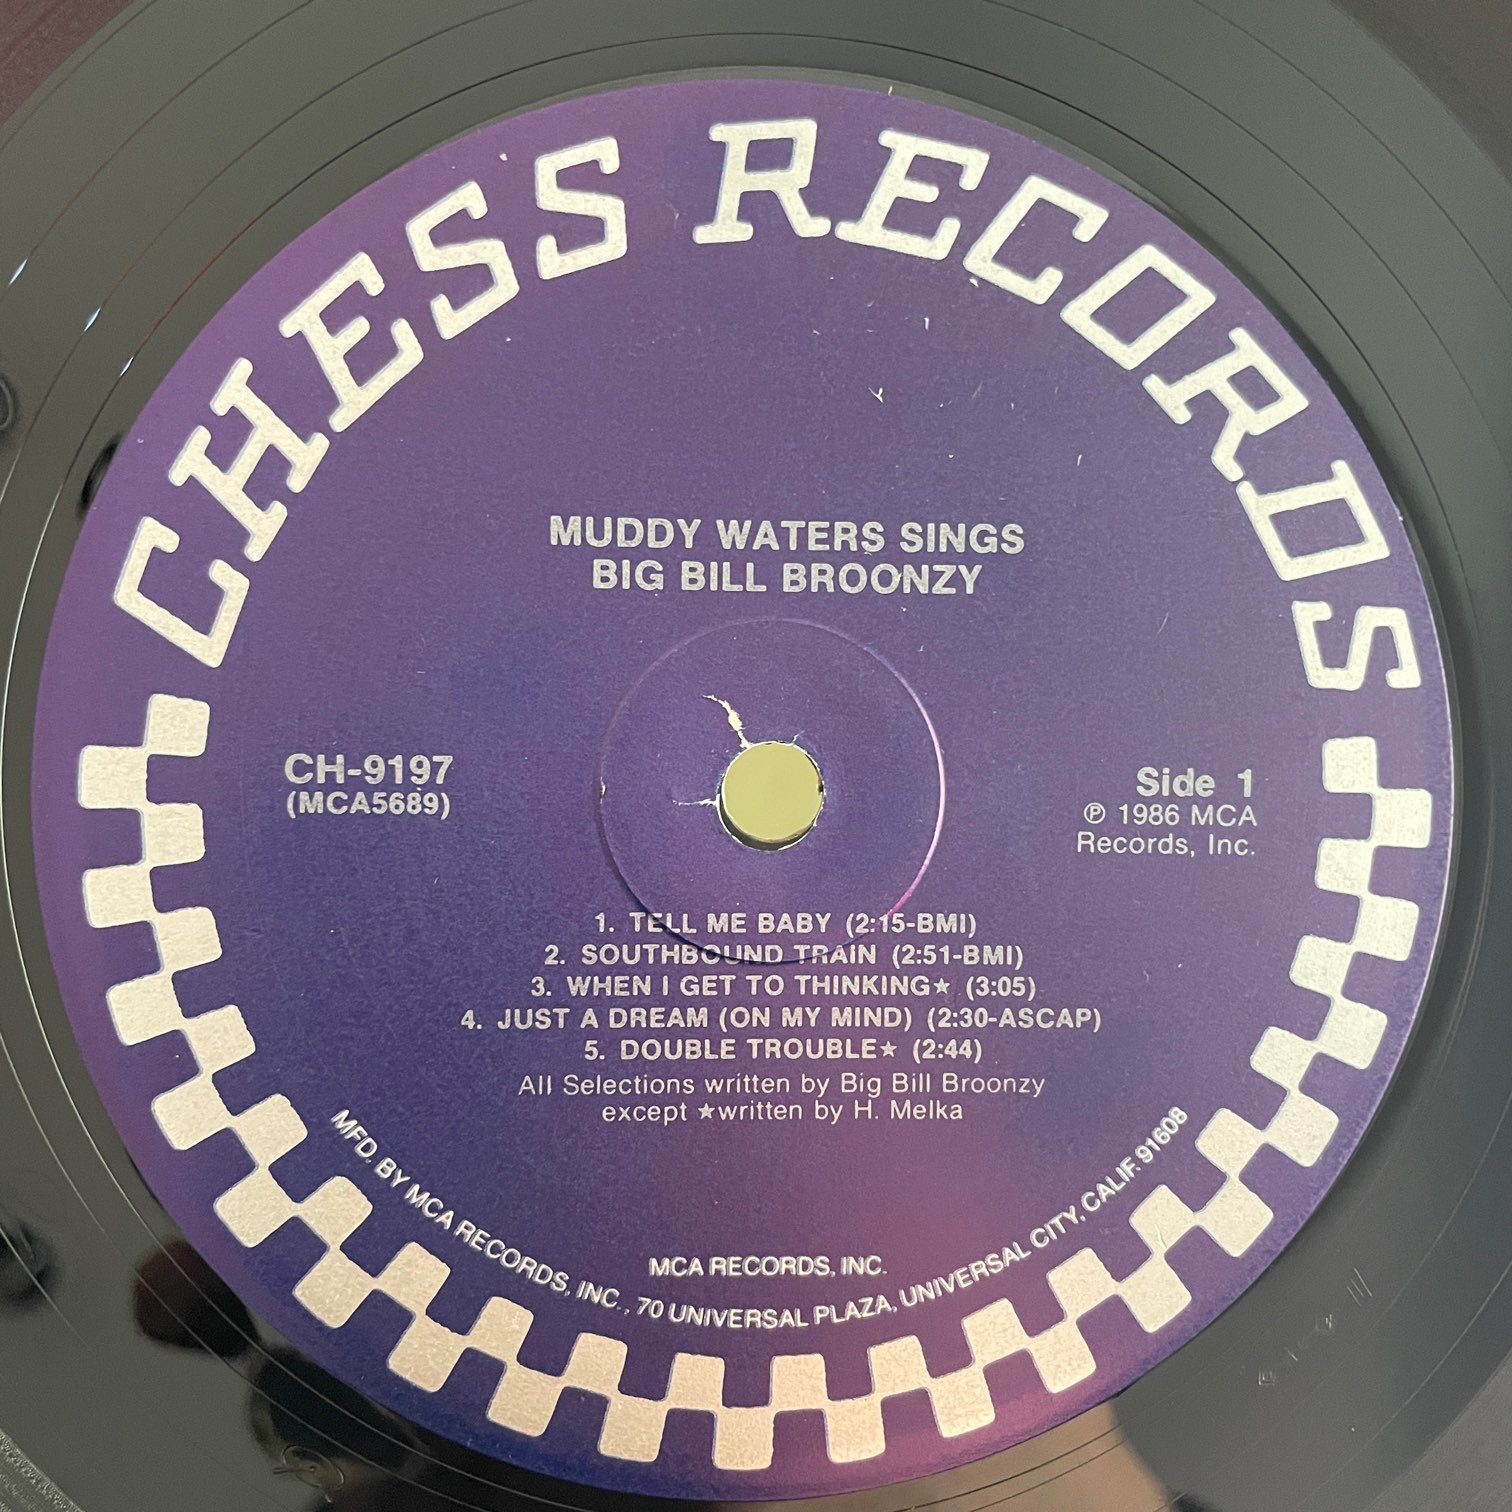 CHESS RECORDS
MUDDY WATERS SINGS
BIG BILL BROONZY
CH-9197
(MCA5689)
Side 1
℗ 1986 MCA
Records, Inc.
1. TELL ME BABY (2:15-BMI)
2. SOUTHBOUND TRAIN (2:51-BMI)
3. WHEN I GET TO THINKING★ (3:05)
4. JUST A DREAM (ON MY MIND) (2:30-ASCAP)
5. DOUBLE TROUBLE★ (2:44)
All Selections written by Big Bill Broonzy
except ★written by H. Melka
MCA RECORDS, INC.
MFD. BY MCA RECORDS, INC., 70 UNIVERSAL PLAZA, UNIVERSAL CITY, CALIF. 91608